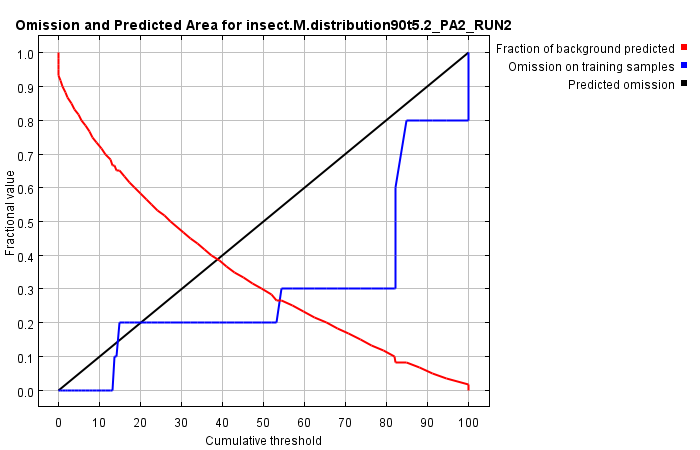 Omission and Predicted Area for insect.M.distribution90t5.2_PA2_RUN2
Fraction of background predicted
Omission on training samples
Predicted omission
Fractional value
1.0
0.9
0.8
0.7
0.6
0.5
0.4
0.3
0.2
0.1
0.0
0 10 20 30 40 50 60 70 80 90 100
Cumulative threshold